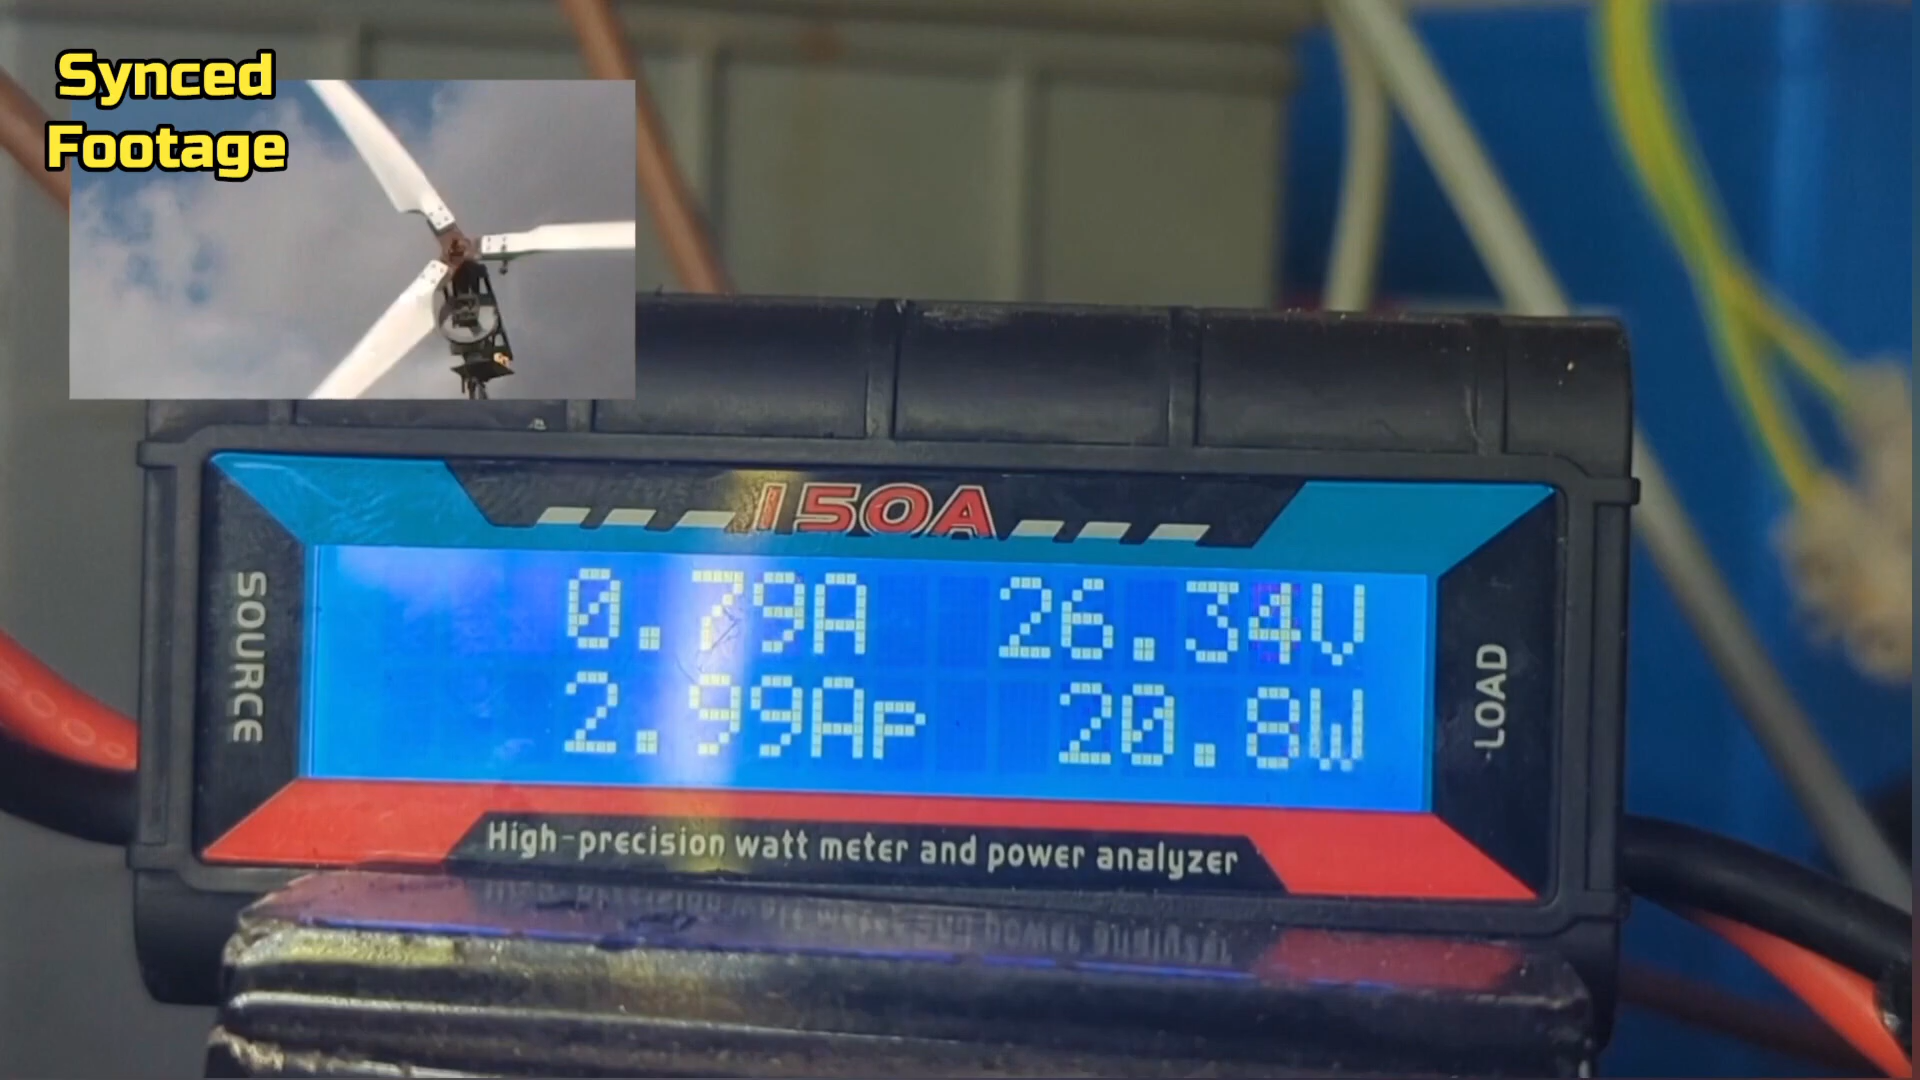 Synced
Footage
150A
SOURCE
0.79A 26.34V
2.99Ap 20.8W
LOAD
High-precision watt meter and power analyzer